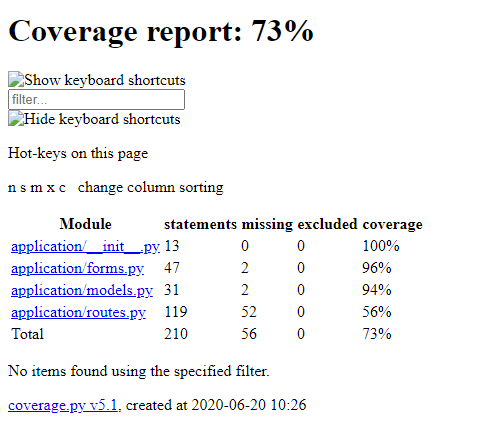 Coverage report: 73%
Show keyboard shortcuts
filter...
Hide keyboard shortcuts
Hot-keys on this page
n s m x c   change column sorting
Module statements missing excluded coverage
application/__init__.py 13 0 0 100%
application/forms.py 47 2 0 96%
application/models.py 31 2 0 94%
application/routes.py 119 52 0 56%
Total 210 56 0 73%
No items found using the specified filter.
coverage.py v5.1, created at 2020-06-20 10:26